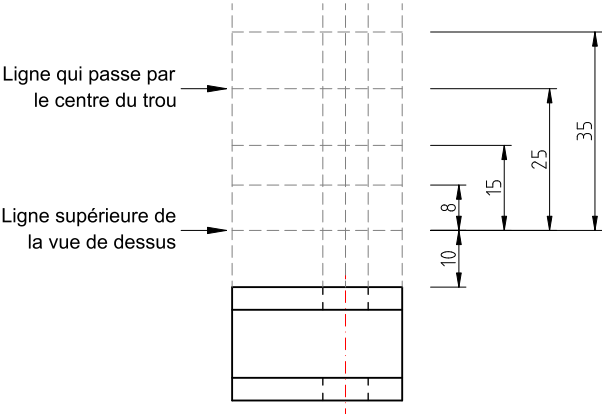 Ligne qui passe par
le centre du trou
Ligne supérieure de
la vue de dessus
35
25
15
8
10